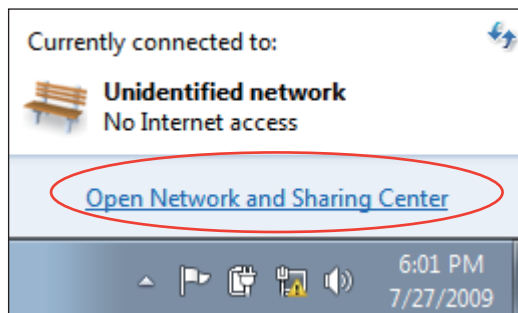 Currently connected to:
Unidentified network
No Internet access
Open Network and Sharing Center
6:01 PM
7/27/2009